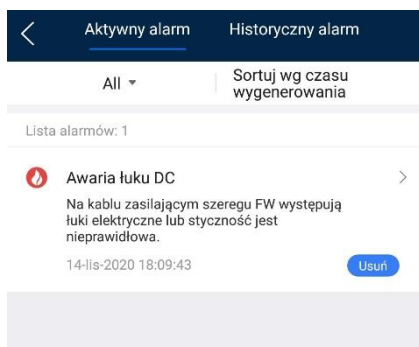 Aktywny alarm
Historyczny alarm
All
Sortuj wg czasu
wygenerowania
Lista alarmów: 1
Awaria łuku DC
Na kablu zasilającym szeregu FW występują
łuki elektryczne lub styczność jest
nieprawidłowa.
14-lis-2020 18:09:43
Usuń